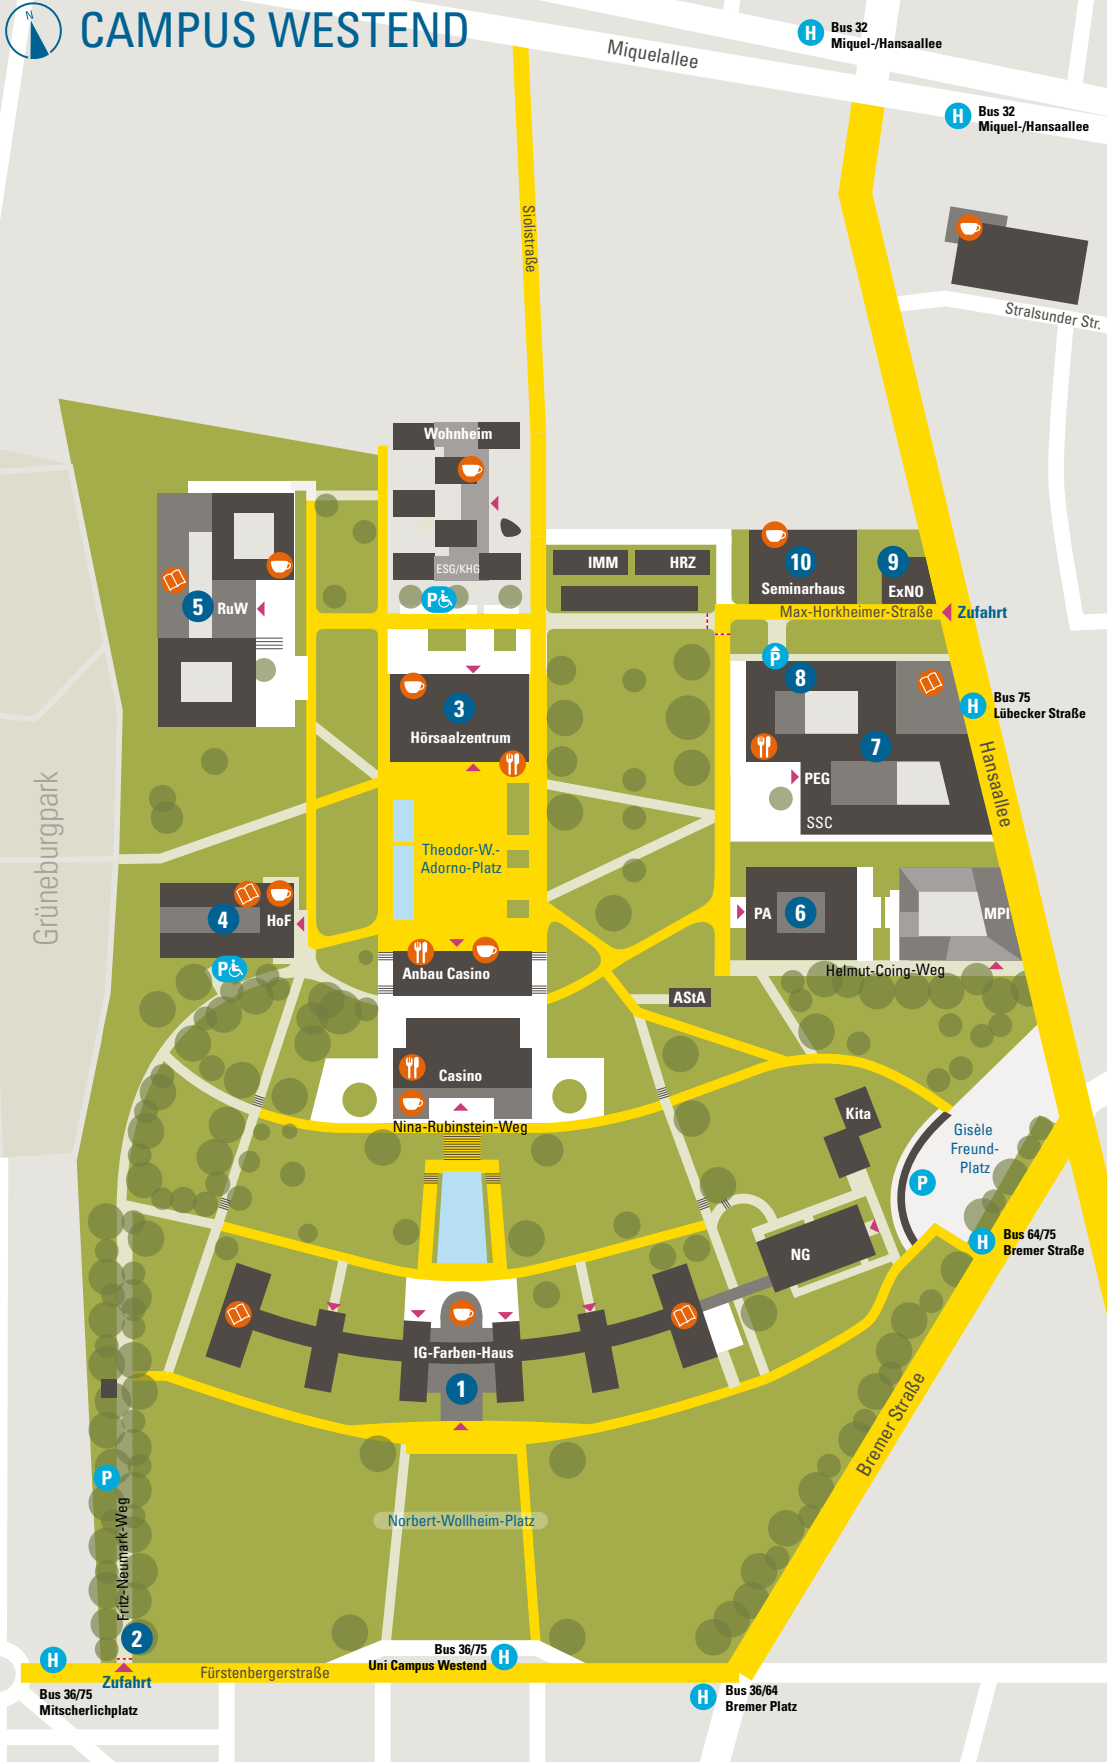 N
CAMPUS WESTEND
H
Bus 32
Miquel-/Hansaallee
Miquelallee
H
Bus 32
Miquel-/Hansaallee
Siolistraße
Stralsunder Str.
Wohnheim
ESG/KHG
P
IMM
HRZ
10
Seminarhaus
9
ExNO
Max-Horkheimer-Straße
Zufahrt
5
RuW
P
8
H
Bus 75
Lübecker Straße
3
Hörsaalzentrum
7
PEG
SSC
Hansaallee
Grüneburgpark
Theodor-W.-
Adorno-Platz
4
HoF
P
PA
6
MPI
Helmut-Coing-Weg
Anbau Casino
AStA
Casino
Nina-Rubinstein-Weg
Kita
Gisèle
Freund-
Platz
P
H
Bus 64/75
Bremer Straße
NG
IG-Farben-Haus
1
Bremer Straße
P
Fritz-Neumark-Weg
Norbert-Wollheim-Platz
2
H
Bus 36/75
Mitscherlichplatz
Zufahrt
Fürstenbergerstraße
Bus 36/75
Uni Campus Westend
H
H
Bus 36/64
Bremer Platz